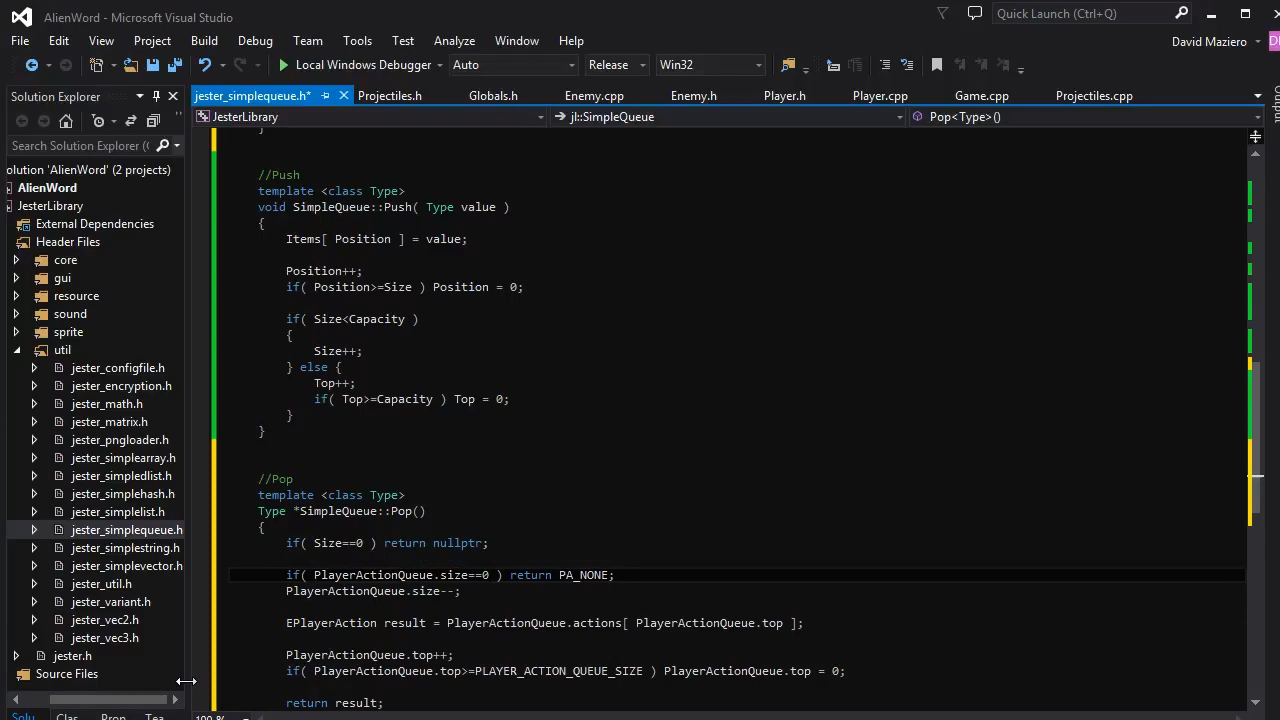 AlienWord - Microsoft Visual Studio
Quick Launch (Ctrl+Q)
File Edit View Project Build Debug Team Tools Test Analyze Window Help
David Maziero
Local Windows Debugger Auto Release Win32
Solution Explorer
jester_simplequeue.h* Projectiles.h Globals.h Enemy.cpp Enemy.h Player.h Player.cpp Game.cpp Projectiles.cpp
JesterLibrary jl::SimpleQueue Pop<Type>()
Search Solution Explorer (C
olution 'AlienWord' (2 projects)
AlienWord
JesterLibrary
External Dependencies
Header Files
core
gui
resource
sound
sprite
util
jester_configfile.h
jester_encryption.h
jester_math.h
jester_matrix.h
jester_pngloader.h
jester_simplearray.h
jester_simpledlist.h
jester_simplehash.h
jester_simplelist.h
jester_simplequeue.h
jester_simplestring.h
jester_simplevector.h
jester_util.h
jester_variant.h
jester_vec2.h
jester_vec3.h
jester.h
Source Files
Solu Clas Prop Tea
}
//Push
template <class Type>
void SimpleQueue::Push( Type value )
{
Items[ Position ] = value;
Position++;
if( Position>=Size ) Position = 0;
if( Size<Capacity )
{
Size++;
} else {
Top++;
if( Top>=Capacity ) Top = 0;
}
}
//Pop
template <class Type>
Type *SimpleQueue::Pop()
{
if( Size==0 ) return nullptr;
if( PlayerActionQueue.size==0 ) return PA_NONE;
PlayerActionQueue.size--;
EPlayerAction result = PlayerActionQueue.actions[ PlayerActionQueue.top ];
PlayerActionQueue.top++;
if( PlayerActionQueue.top>=PLAYER_ACTION_QUEUE_SIZE ) PlayerActionQueue.top = 0;
return result;
100 %